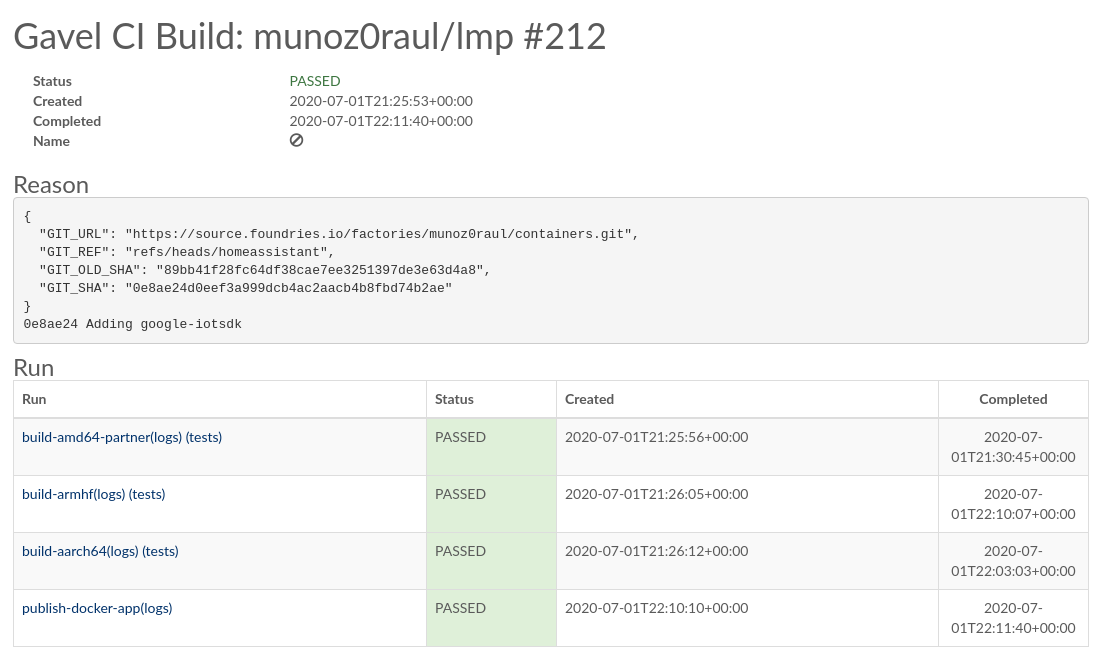 Gavel CI Build: munoz0raul/lmp #212
Status PASSED
Created 2020-07-01T21:25:53+00:00
Completed 2020-07-01T22:11:40+00:00
Name
Reason
{
  "GIT_URL": "https://source.foundries.io/factories/munoz0raul/containers.git",
  "GIT_REF": "refs/heads/homeassistant",
  "GIT_OLD_SHA": "89bb41f28fc64df38cae7ee3251397de3e63d4a8",
  "GIT_SHA": "0e8ae24d0eef3a999dcb4ac2aacb4b8fbd74b2ae"
}
0e8ae24 Adding google-iotsdk
Run
Run Status Created Completed
build-amd64-partner(logs) (tests) PASSED 2020-07-01T21:25:56+00:00 2020-07-
01T21:30:45+00:00
build-armhf(logs) (tests) PASSED 2020-07-01T21:26:05+00:00 2020-07-
01T22:10:07+00:00
build-aarch64(logs) (tests) PASSED 2020-07-01T21:26:12+00:00 2020-07-
01T22:03:03+00:00
publish-docker-app(logs) PASSED 2020-07-01T22:10:10+00:00 2020-07-
01T22:11:40+00:00